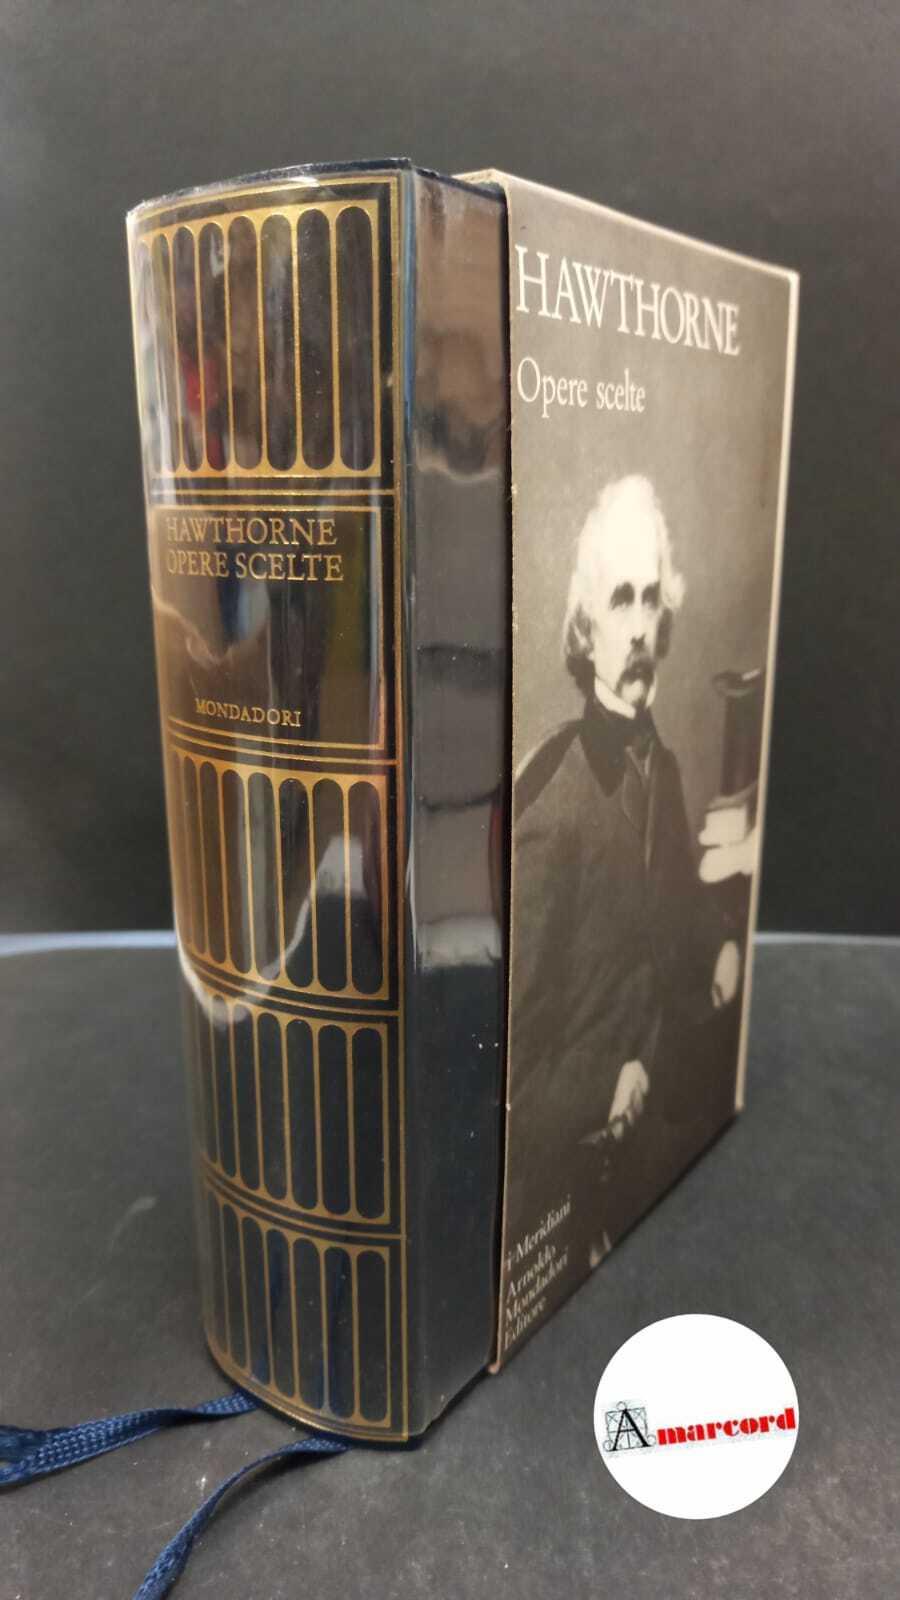 HAWTHORNE
OPERE SCELTE
MONDADORI
HAWTHORNE
Opere scelte
i Meridiani
Arnoldo
Mondadori
Editore
Amarcord